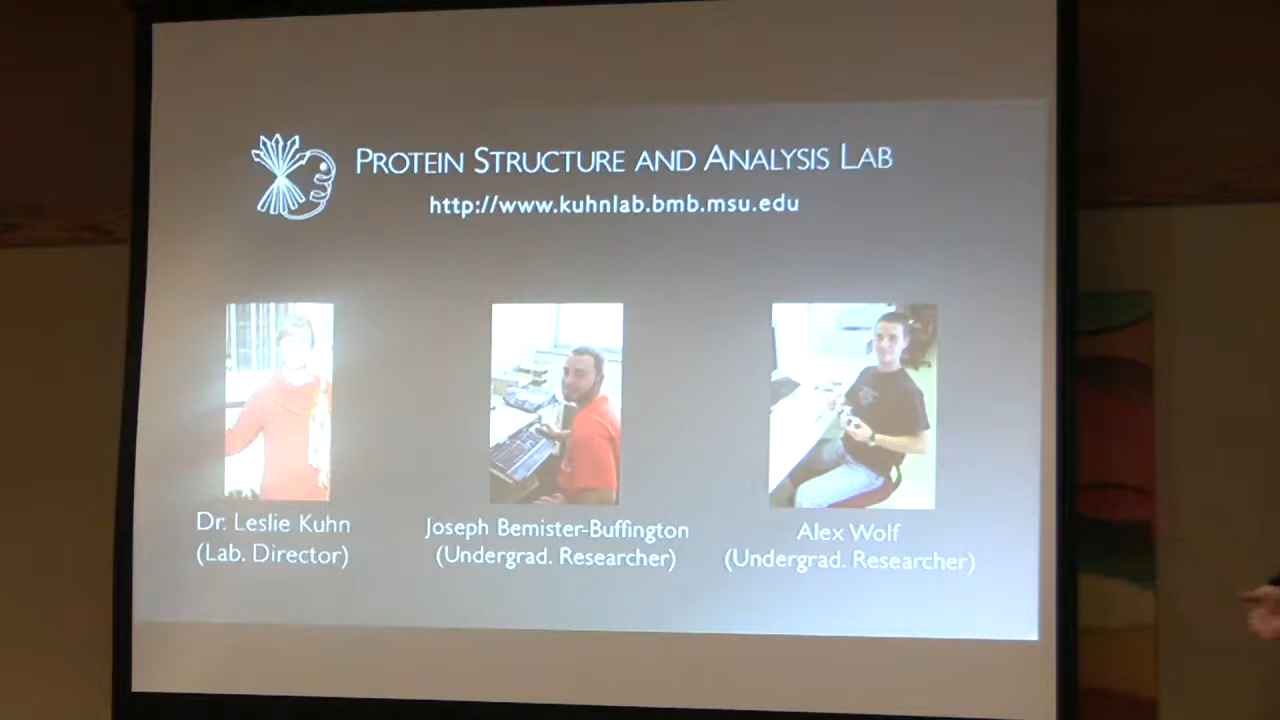 PROTEIN STRUCTURE AND ANALYSIS LAB
http://www.kuhnlab.bmb.msu.edu
Dr. Leslie Kuhn
(Lab. Director)
Joseph Bemister-Buffington
(Undergrad. Researcher)
Alex Wolf
(Undergrad. Researcher)